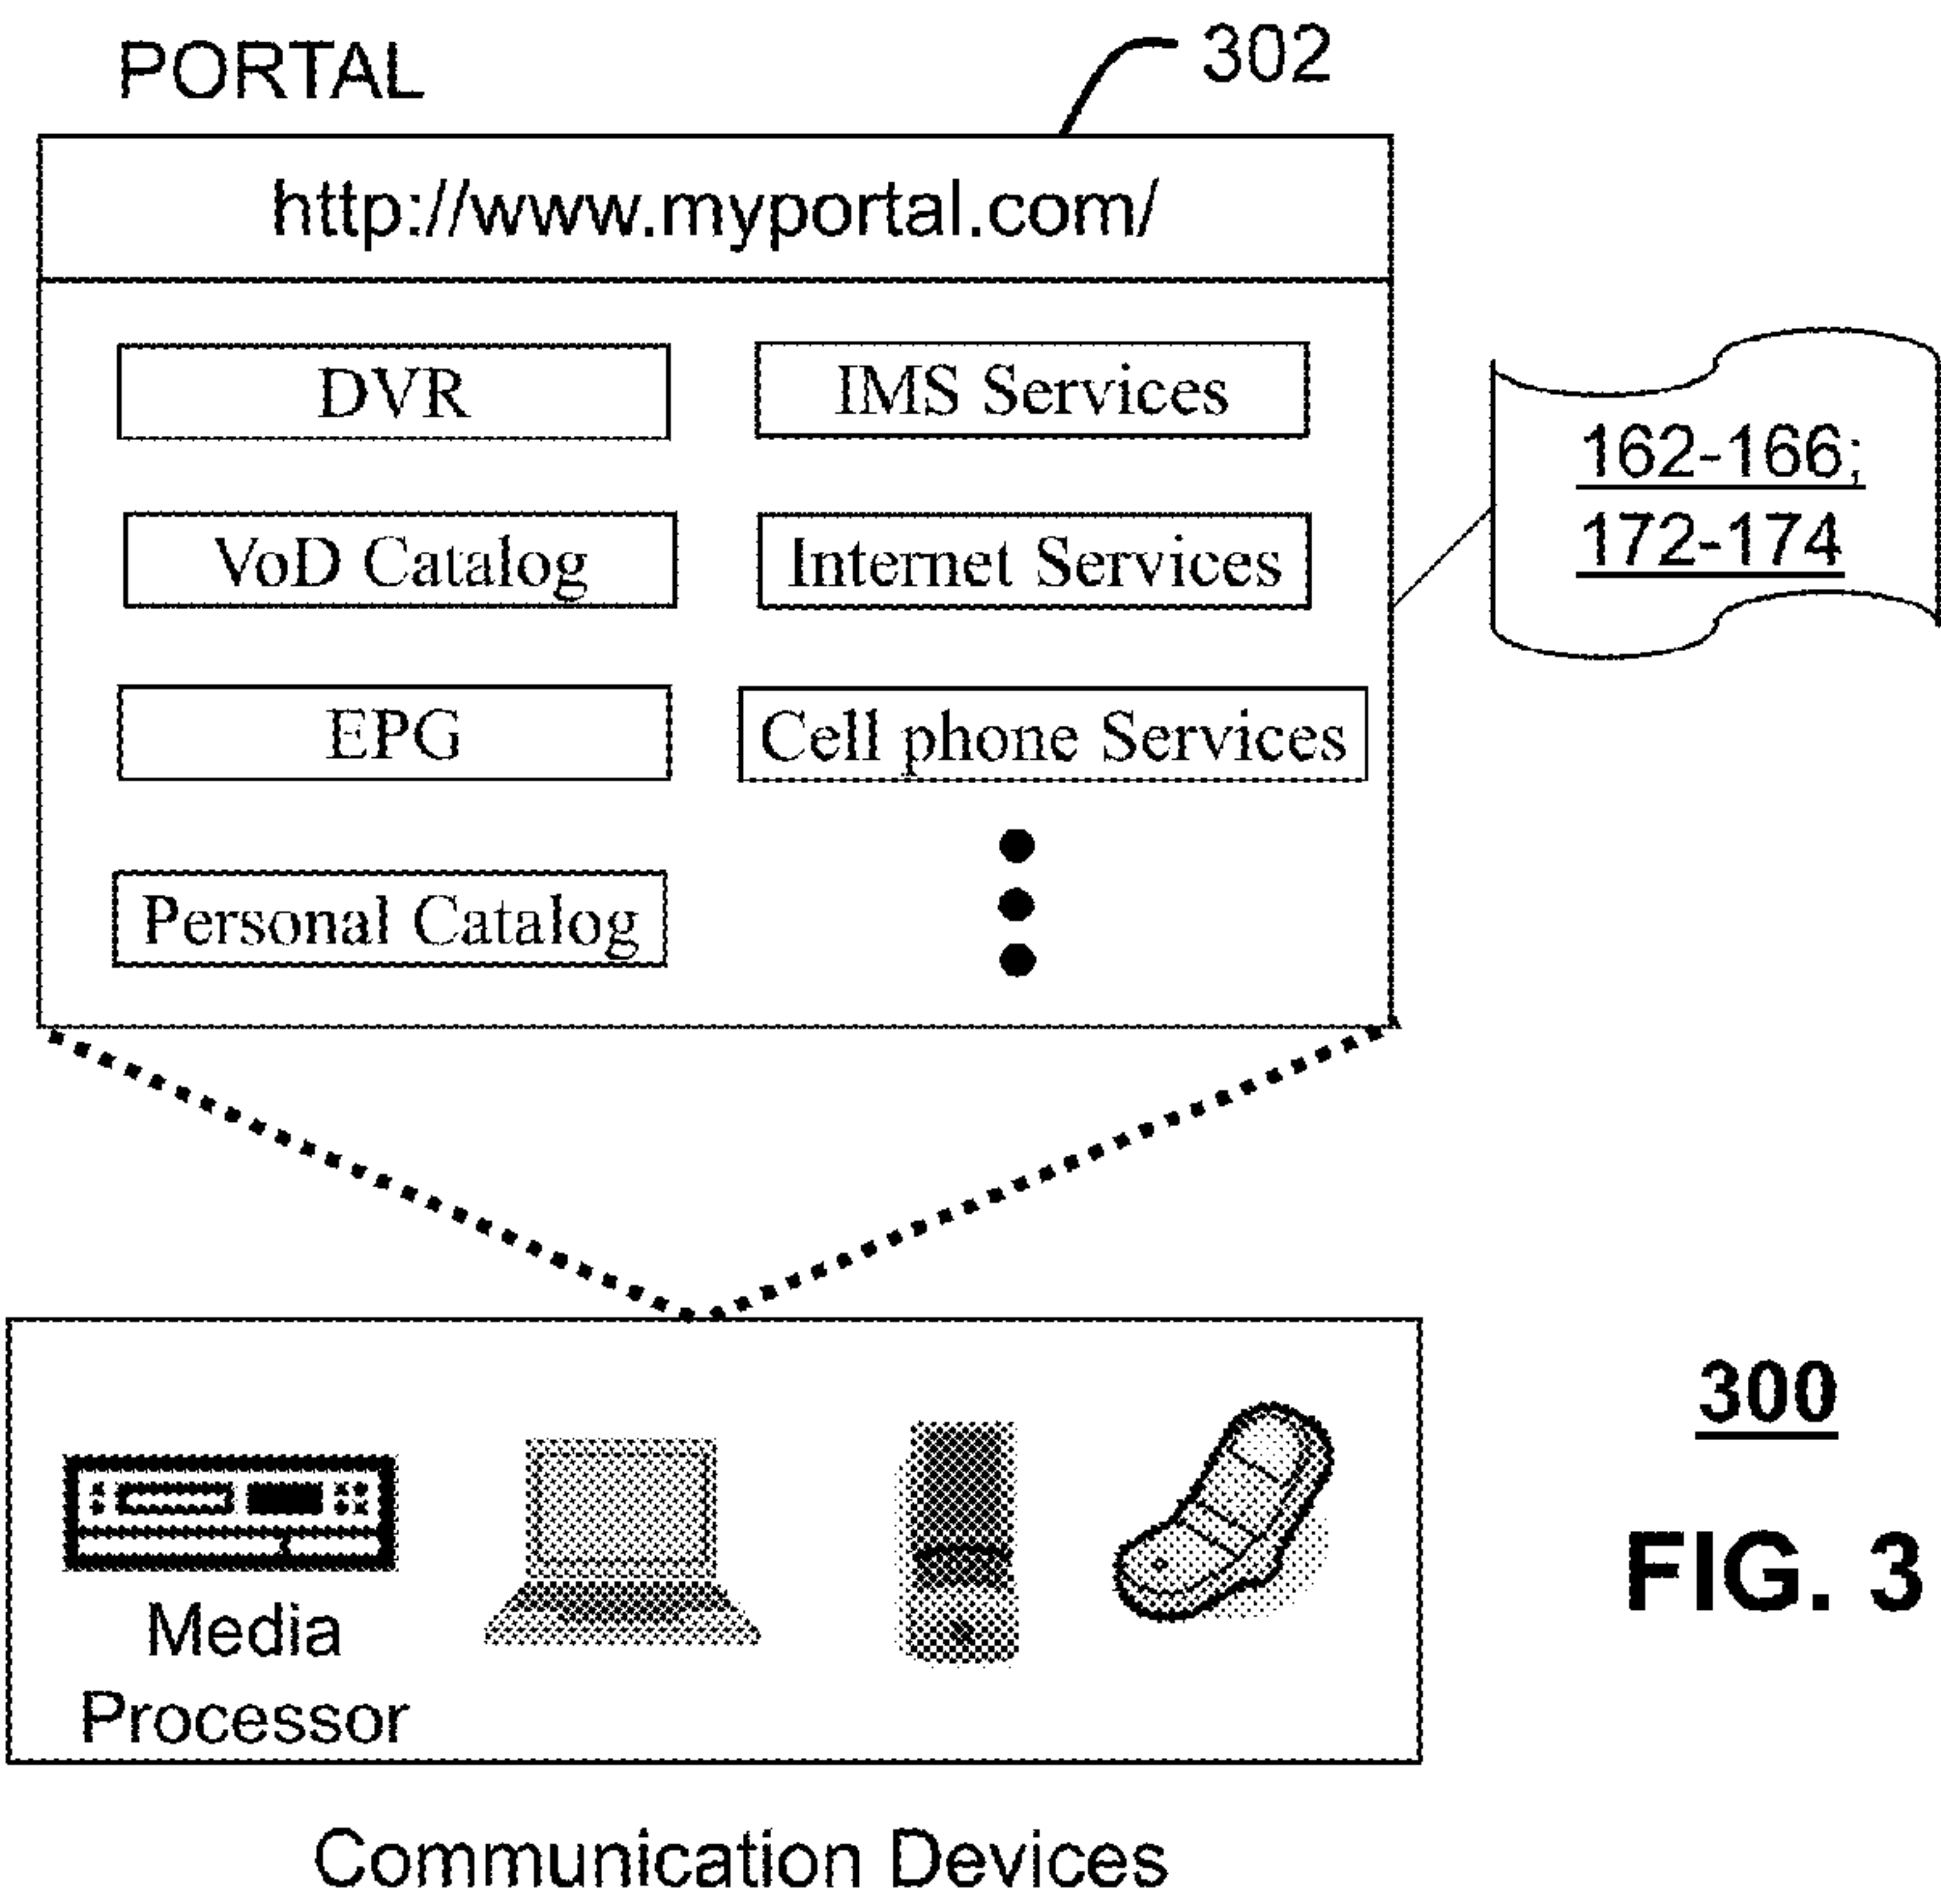 PORTAL
302
http://www.myportal.com/
DVR
IMS Services
VoD Catalog
Internet Services
EPG
Cell phone Services
Personal Catalog
162-166;
172-174
Media
Processor
Communication Devices
300
FIG. 3